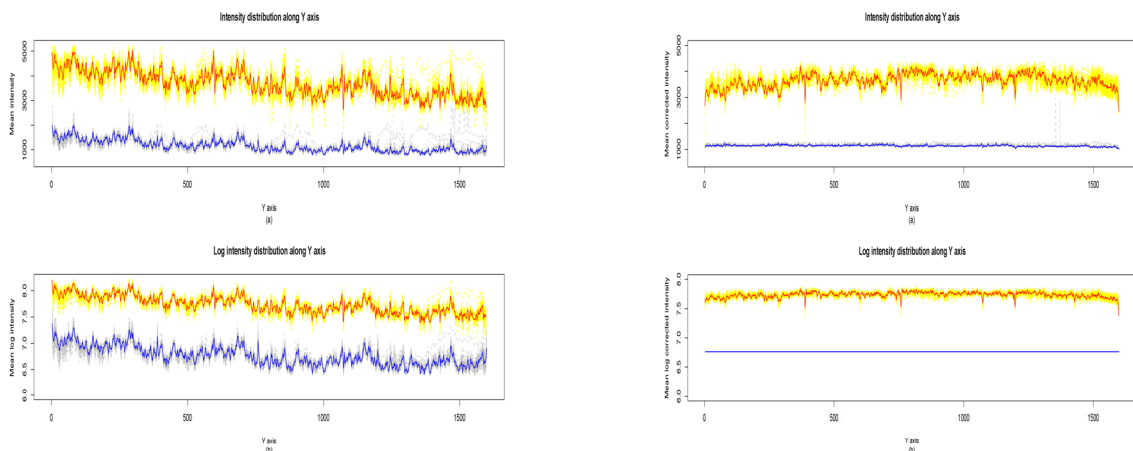 Intensity distribution along Y axis
Mean intensity
5000
3000
1000
0
500
1000
1500
Y axis
(a)
Intensity distribution along Y axis
Mean corrected intensity
5000
3000
1000
0
500
1000
1500
Y axis
(a)
Log intensity distribution along Y axis
Mean log intensity
8.0
7.5
7.0
6.5
6.0
0
500
1000
1500
Y axis
(b)
Log intensity distribution along Y axis
Mean log corrected intensity
8.0
7.5
7.0
6.5
6.0
0
500
1000
1500
Y axis
(b)